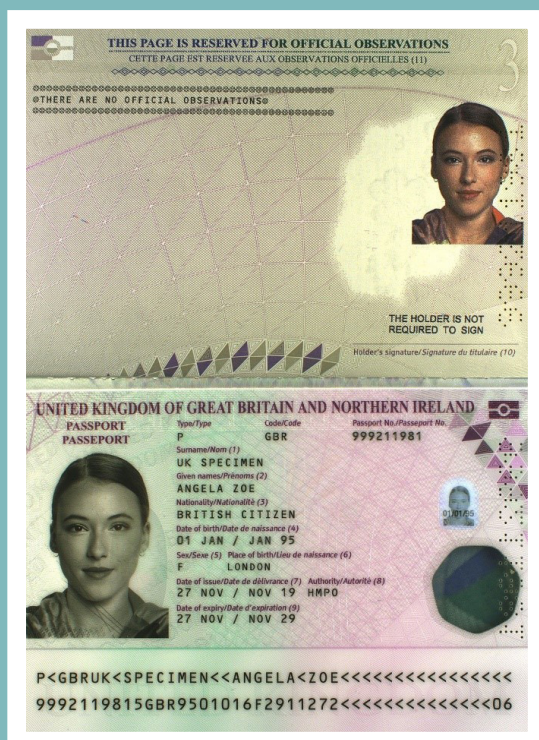 THIS PAGE IS RESERVED FOR OFFICIAL OBSERVATIONS
CETTE PAGE EST RESERVEE AUX OBSERVATIONS OFFICIELLES (11)
3
THERE ARE NO OFFICIAL OBSERVATIONS
THE HOLDER IS NOT
REQUIRED TO SIGN
Holder's signature/Signature du titulaire (10)
UNITED KINGDOM OF GREAT BRITAIN AND NORTHERN IRELAND
PASSPORT
PASSEPORT
Type/Type Code/Code Passport No./Passeport No.
P GBR 999211981
Surname/Nom (1)
UK SPECIMEN
Given names/Prénoms (2)
ANGELA ZOE
Nationality/Nationalité (3)
BRITISH CITIZEN
Date of birth/Date de naissance (4)
01 JAN / JAN 95
Sex/Sexe (5) Place of birth/Lieu de naissance (6)
F LONDON
Date of issue/Date de délivrance (7) Authority/Autorité (8)
27 NOV / NOV 19 HMPO
Date of expiry/Date d'expiration (9)
27 NOV / NOV 29
01/01/95
P<GBRUK<SPECIMEN<<ANGELA<ZOE<<<<<<<<<<<<<<<<
9992119815GBR9501016F2911272<<<<<<<<<<<<<<06